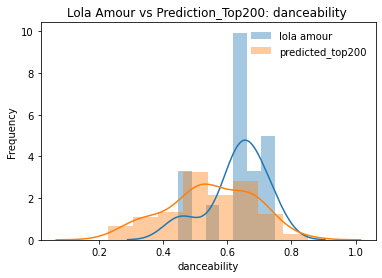 Lola Amour vs Prediction_Top200: danceability
10
8
6
4
2
0
Frequency
lola amour
predicted_top200
0.2 0.4 0.6 0.8 1.0
danceability